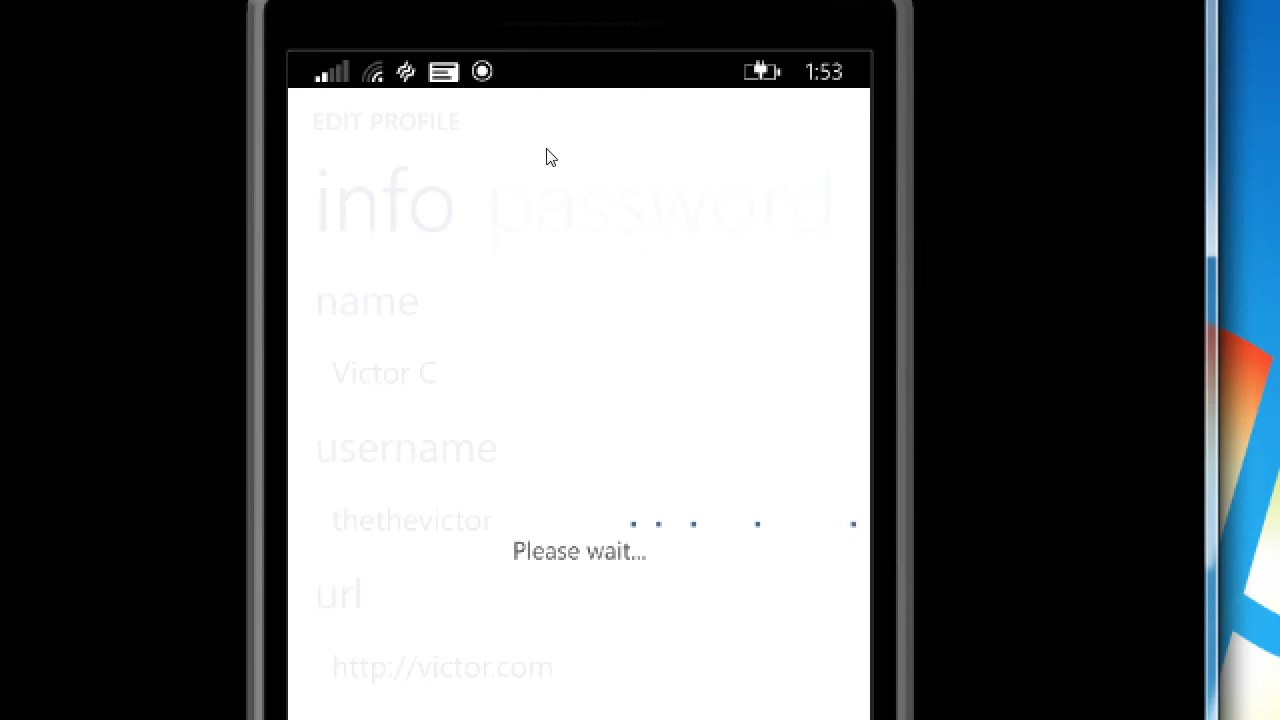 1:53
EDIT PROFILE
info password
name
Victor C
username
thethevictor
Please wait...
url
http://victor.com